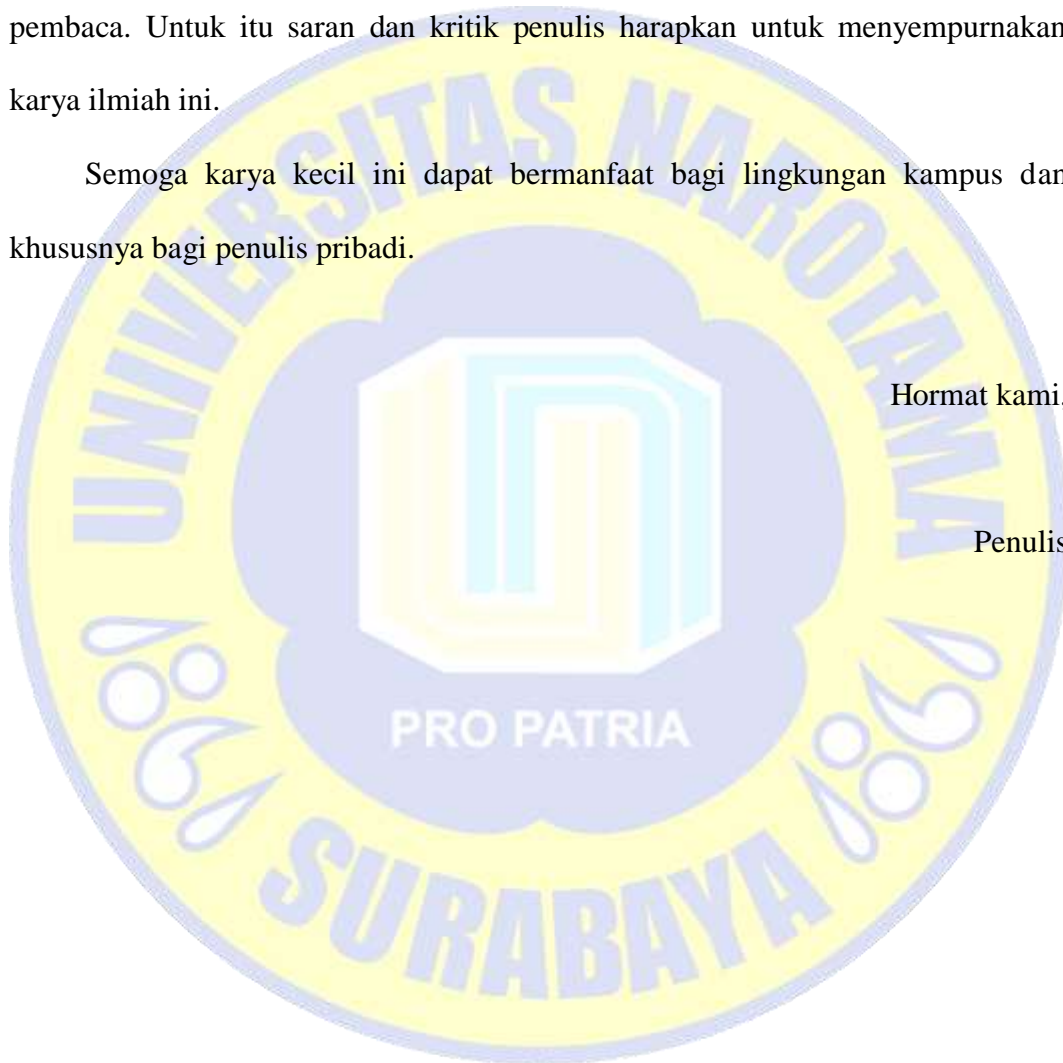 pembaca. Untuk itu saran dan kritik penulis harapkan untuk menyempurnakan
karya ilmiah ini.
Semoga karya kecil ini dapat bermanfaat bagi lingkungan kampus dan
khususnya bagi penulis pribadi.
Hormat kami,
Penulis
UNIVERSITAS NAROTAMA
PRO PATRIA
SURABAYA